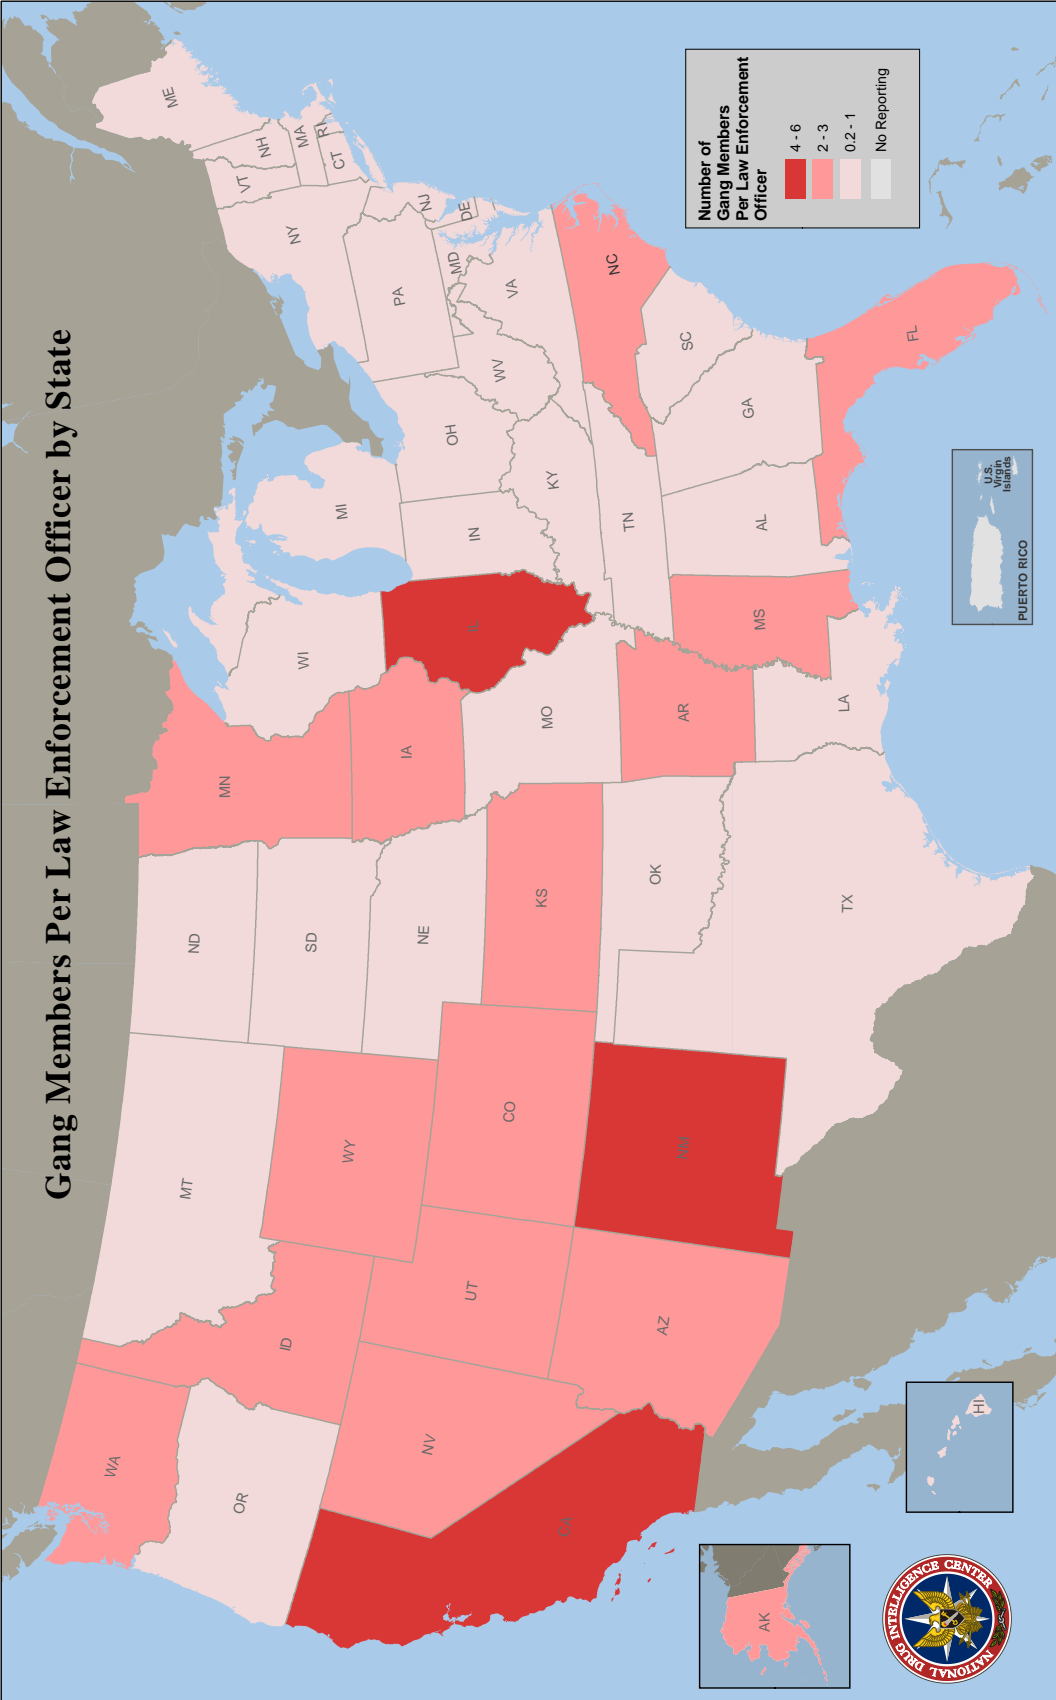 Gang Members Per Law Enforcement Officer by State
WA
OR
CA
NV
ID
MT
WY
UT
AZ
CO
NM
ND
SD
NE
KS
OK
TX
MN
IA
MO
AR
LA
WI
IL
MI
IN
OH
KY
TN
MS
AL
GA
FL
SC
NC
VA
WV
MD
DE
PA
NJ
NY
CT
RI
MA
VT
NH
ME
AK
HI
PUERTO RICO
U.S.
Virgin
Islands
Number of
Gang Members
Per Law Enforcement
Officer
4 - 6
2 - 3
0.2 - 1
No Reporting
NATIONAL DRUG INTELLIGENCE CENTER